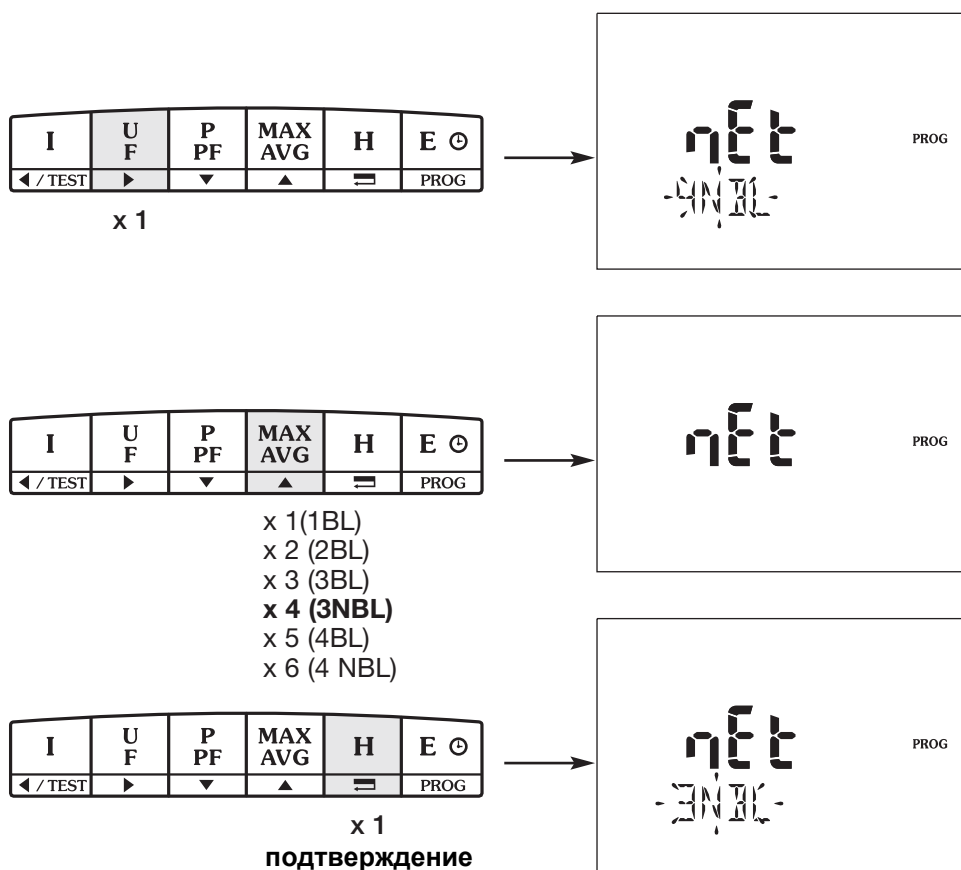 I U P MAX H E
F PF AVG
◀ / TEST ▶ ▼ ▲ PROG
x 1
nEt PROG
4NBL
I U P MAX H E
F PF AVG
◀ / TEST ▶ ▼ ▲ PROG
x 1(1BL)
x 2 (2BL)
x 3 (3BL)
x 4 (3NBL)
x 5 (4BL)
x 6 (4 NBL)
nEt PROG
I U P MAX H E
F PF AVG
◀ / TEST ▶ ▼ ▲ PROG
x 1
подтверждение
nEt PROG
3NBL